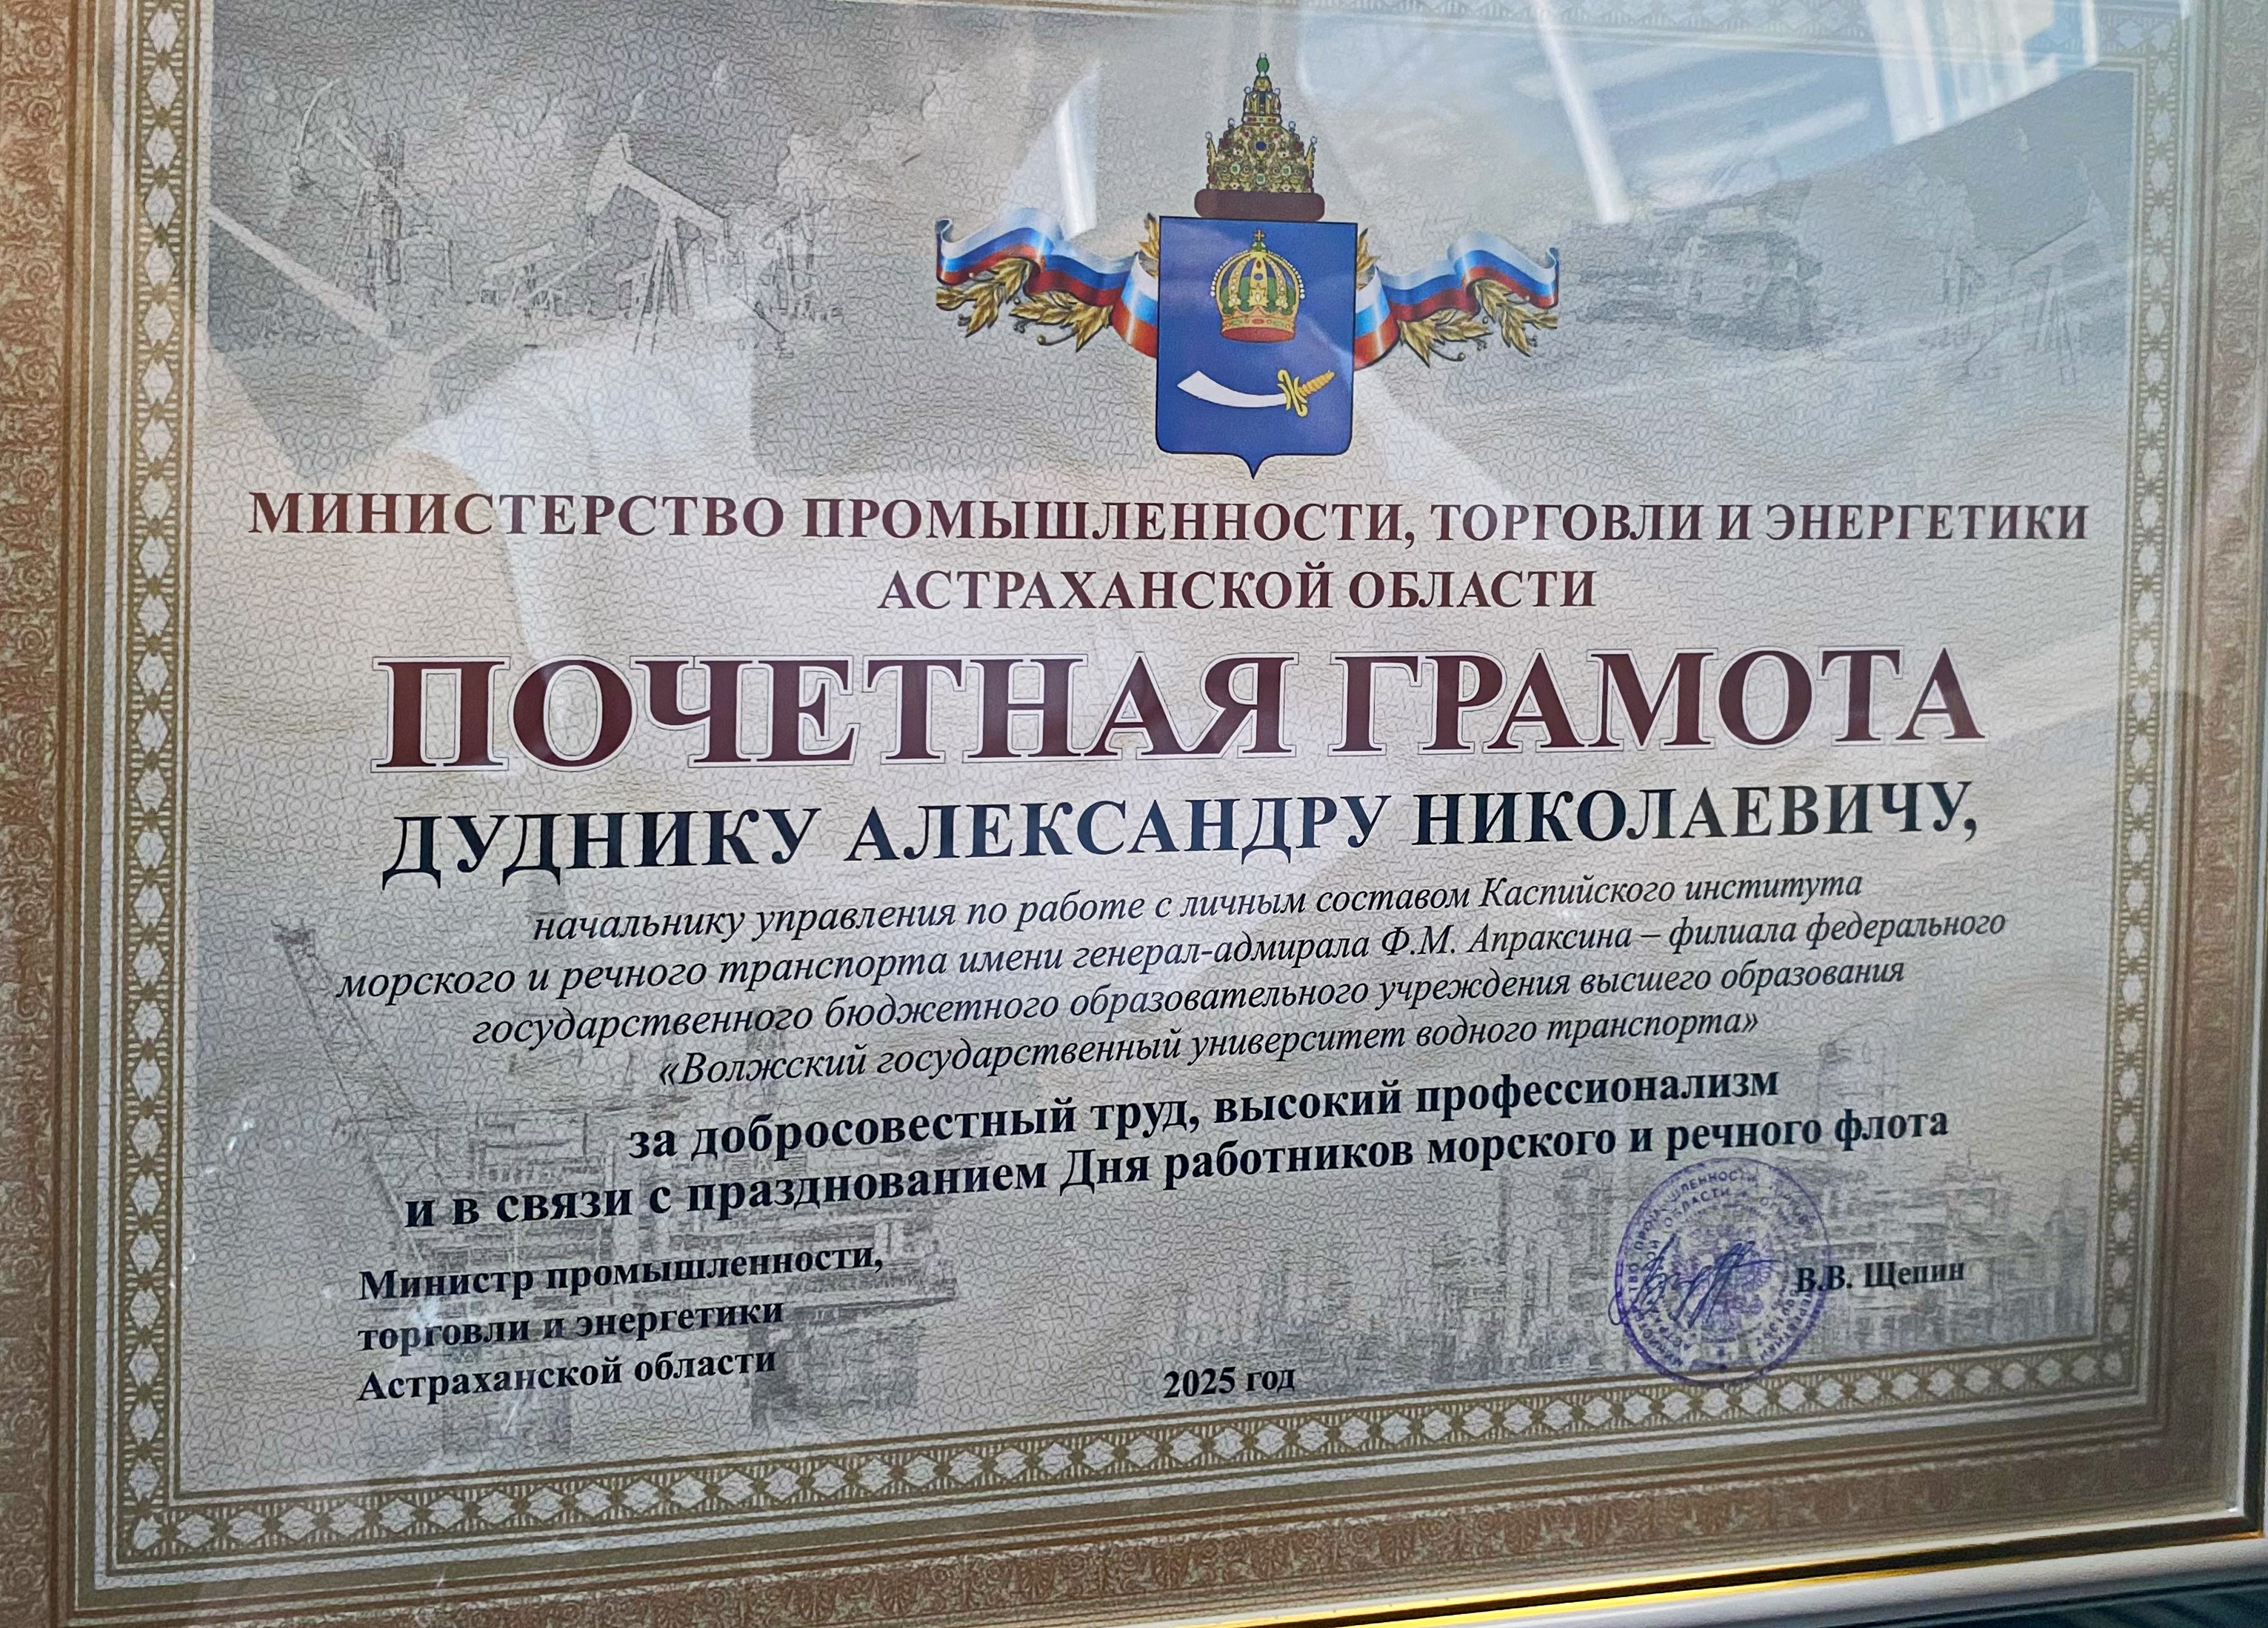 МИНИСТЕРСТВО ПРОМЫШЛЕННОСТИ, ТОРГОВЛИ И ЭНЕРГЕТИКИ
АСТРАХАНСКОЙ ОБЛАСТИ
ПОЧЕТНАЯ ГРАМОТА
ДУДНИКУ АЛЕКСАНДРУ НИКОЛАЕВИЧУ,
начальнику управления по работе с личным составом Каспийского института
морского и речного транспорта имени генерал-адмирала Ф.М. Апраксина – филиала федерального
государственного бюджетного образовательного учреждения высшего образования
«Волжский государственный университет водного транспорта»
за добросовестный труд, высокий профессионализм
и в связи с празднованием Дня работников морского и речного флота
Министр промышленности,
торговли и энергетики
Астраханской области
В.В. Щепин
2025 год